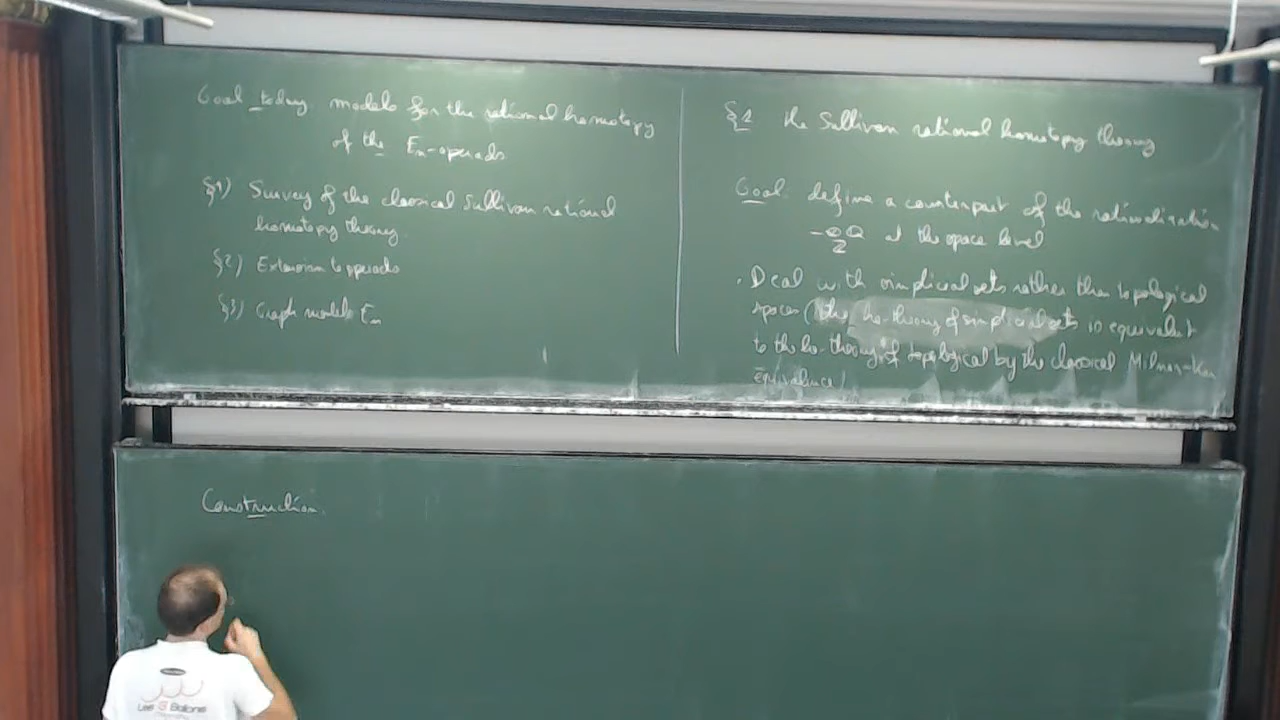 Goal today models for the rational homotopy
of the En-operads
§1) Survey of the classical Sullivan rational
homotopy theory.
§2) Extension to operads
§3) Graph models En
§1 the Sullivan rational homotopy theory
Goal: define a counterpart of the rationalization
-⊗Q at the space level
Z
• Deal with simplicial sets rather than topological
spaces (the ho-theory of simplicial sets is equivalent
to the ho-theory of topological by the classical Milnor-Kan
equivalence)
Construction.
Les Ballons